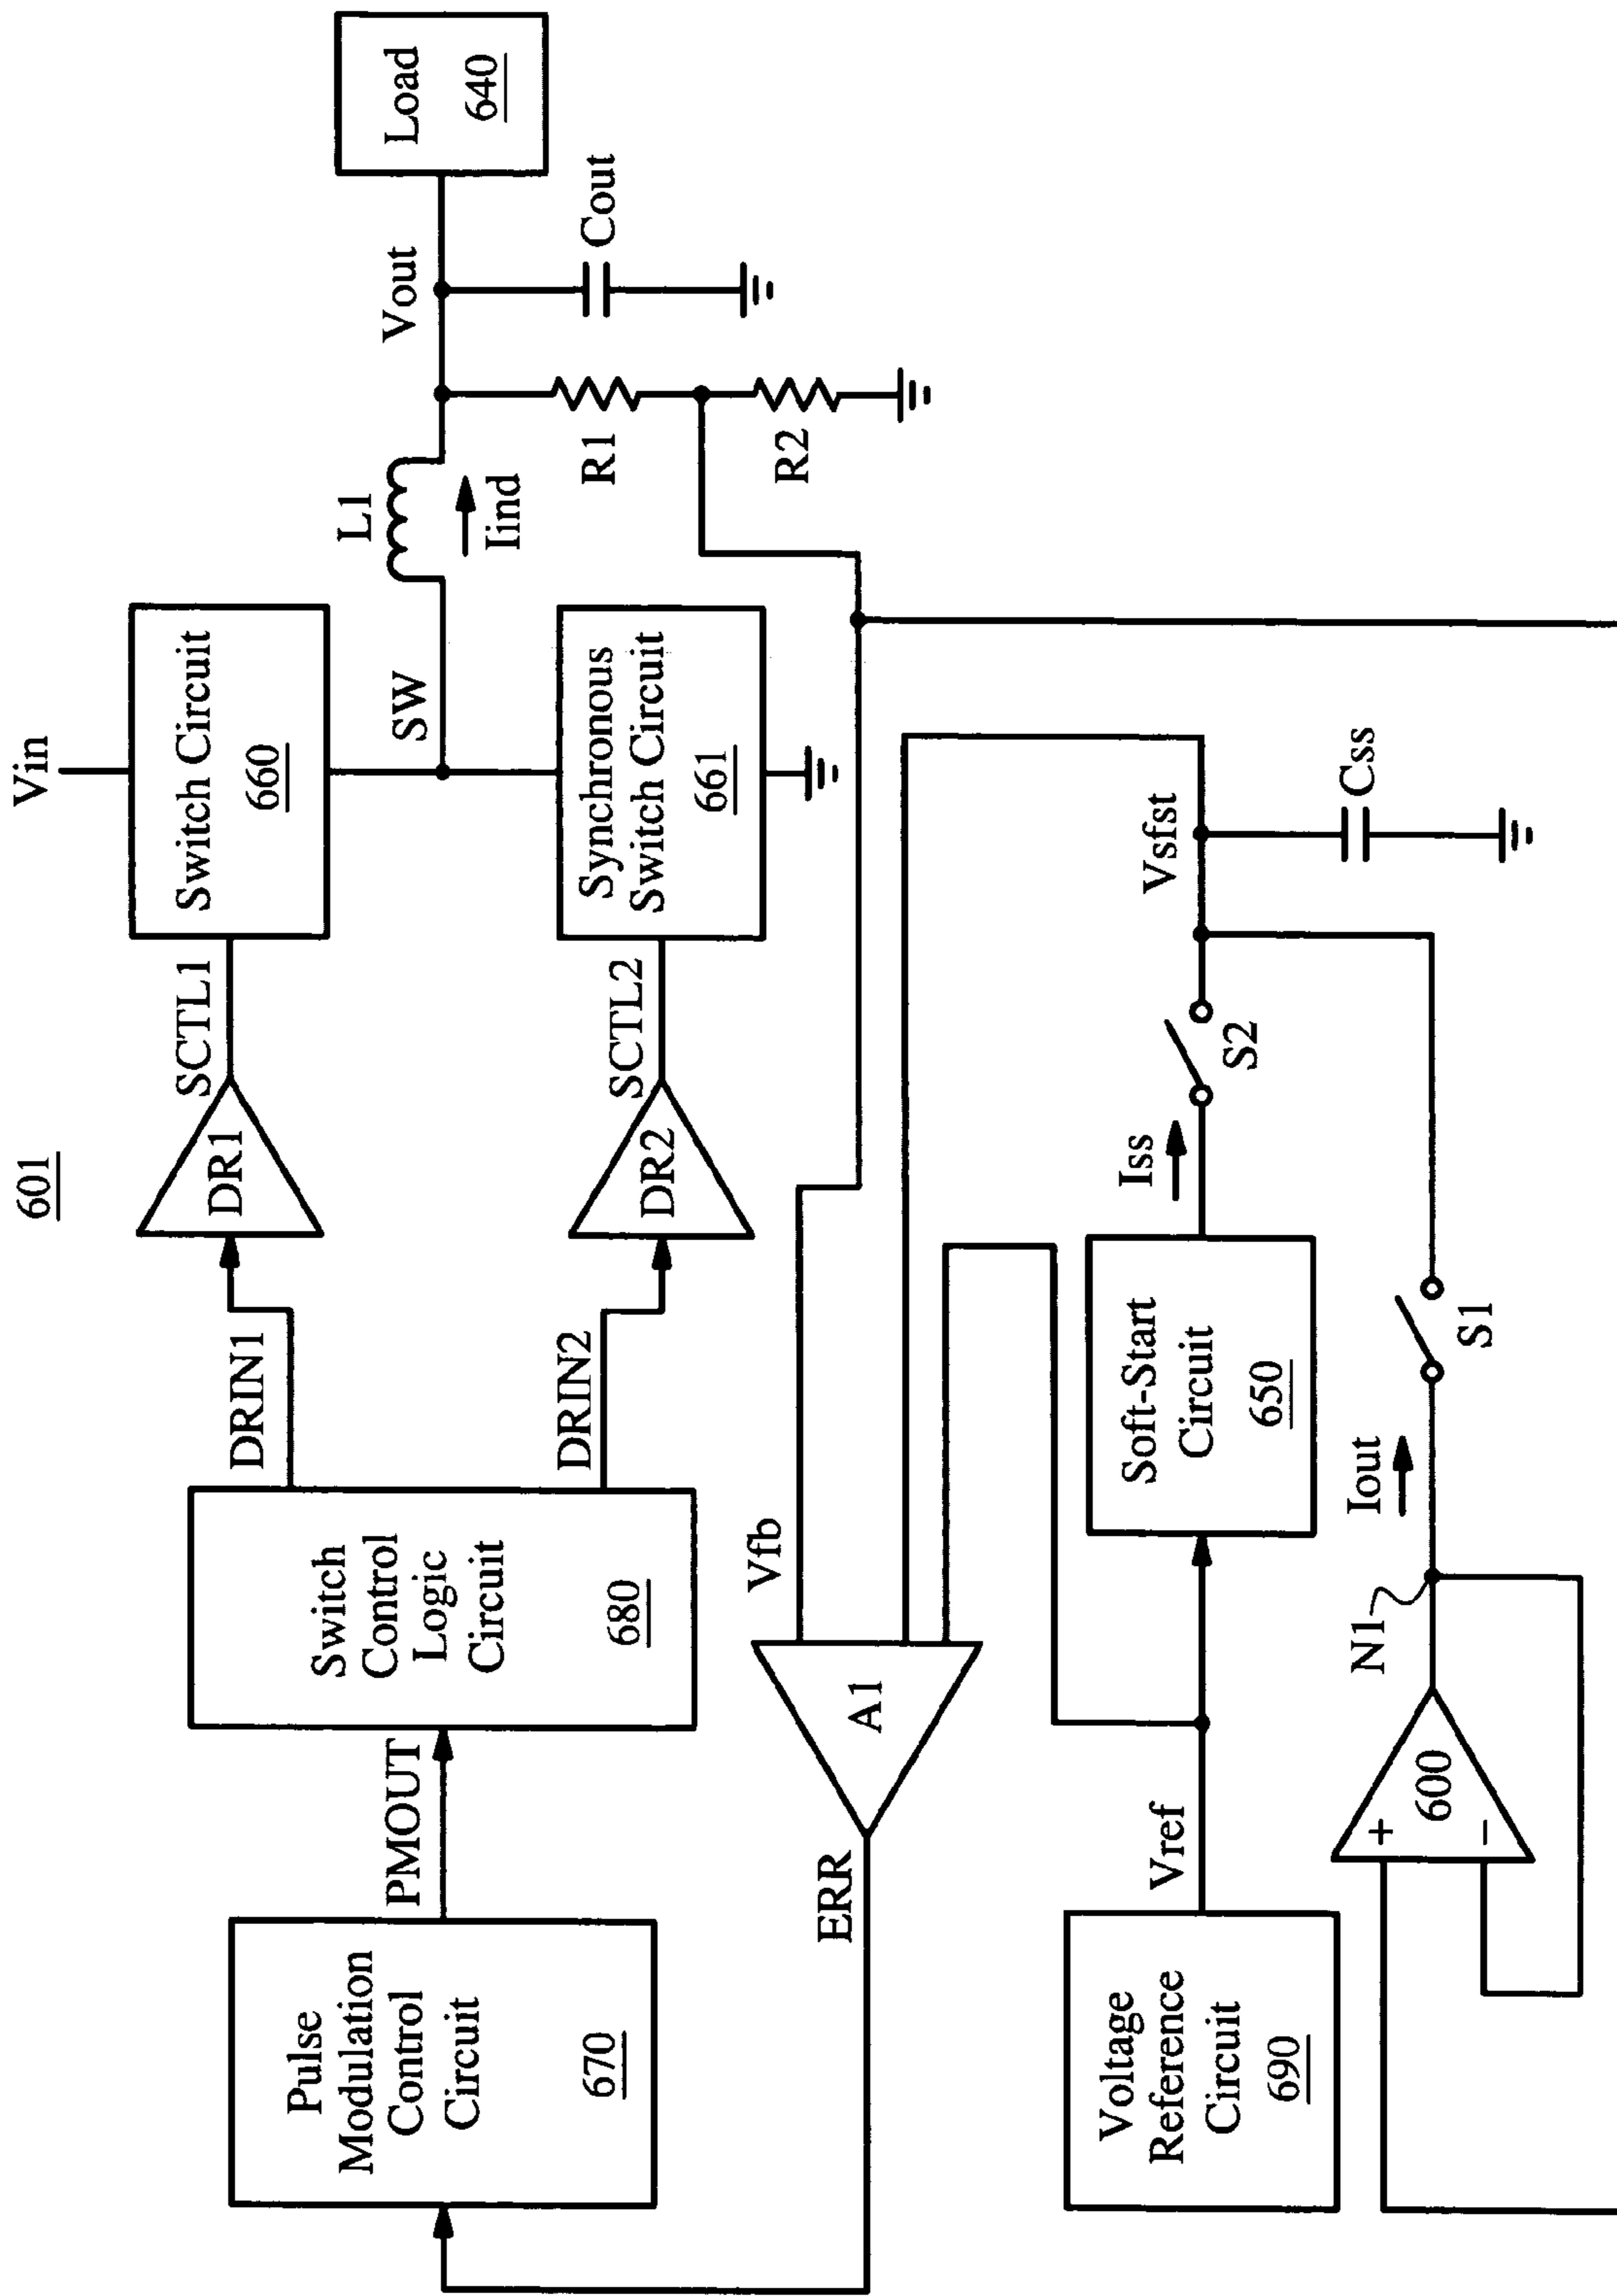 601
Vin
Pulse
Modulation
Control
Circuit
670
PMOUT
Switch
Control
Logic
Circuit
680
DRIN1
DRIN2
DR1
DR2
SCTL1
SCTL2
Switch Circuit
660
Synchronous
Switch Circuit
661
SW
L1
Iind
Vout
R1
R2
Cout
Load
640
ERR
A1
Vfb
Voltage
Reference
Circuit
690
Vref
Soft-Start
Circuit
650
Iss
S2
Vsfst
Css
+
−
600
N1
Iout
S1